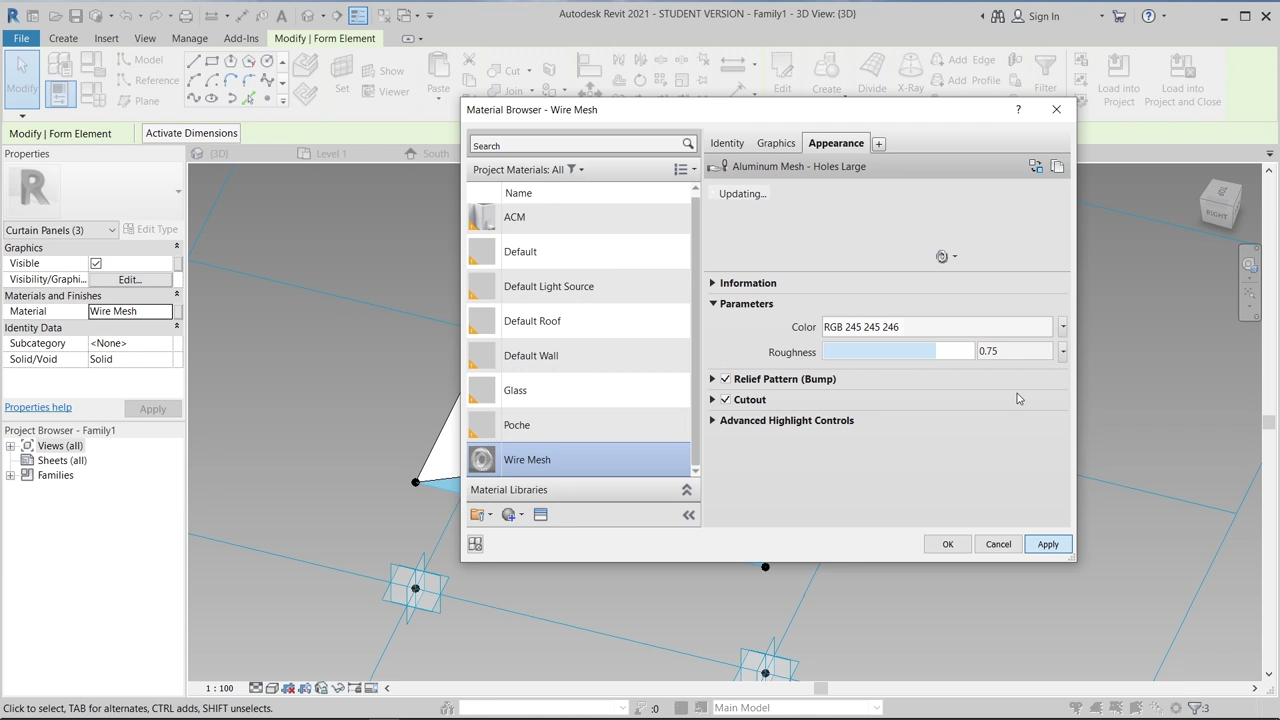 Autodesk Revit 2021 - STUDENT VERSION - Family1 - 3D View: {3D}
Sign In
File
Create
Insert
View
Manage
Add-Ins
Modify | Form Element
Modify
Model
Reference
Plane
Set
Show
Viewer
Paste
Cut
Join
Edit
Create
Divide
X-Ray
Add Edge
Add Profile
Filter
Load into
Project
Load into
Project and Close
Modify | Form Element
Activate Dimensions
Properties
{3D}
Level 1
South
Curtain Panels (3)
Edit Type
Graphics
Visible
Visibility/Graphi...
Edit...
Materials and Finishes
Material
Wire Mesh
Identity Data
Subcategory
<None>
Solid/Void
Solid
Properties help
Apply
Project Browser - Family1
Views (all)
Sheets (all)
Families
Material Browser - Wire Mesh
?
Search
Project Materials: All
Name
ACM
Default
Default Light Source
Default Roof
Default Wall
Glass
Poche
Wire Mesh
Material Libraries
Identity
Graphics
Appearance
Aluminum Mesh - Holes Large
Updating...
Information
Parameters
Color
RGB 245 245 246
Roughness
0.75
Relief Pattern (Bump)
Cutout
Advanced Highlight Controls
OK
Cancel
Apply
RIGHT
1 : 100
Click to select, TAB for alternates, CTRL adds, SHIFT unselects.
:0
Main Model
:3